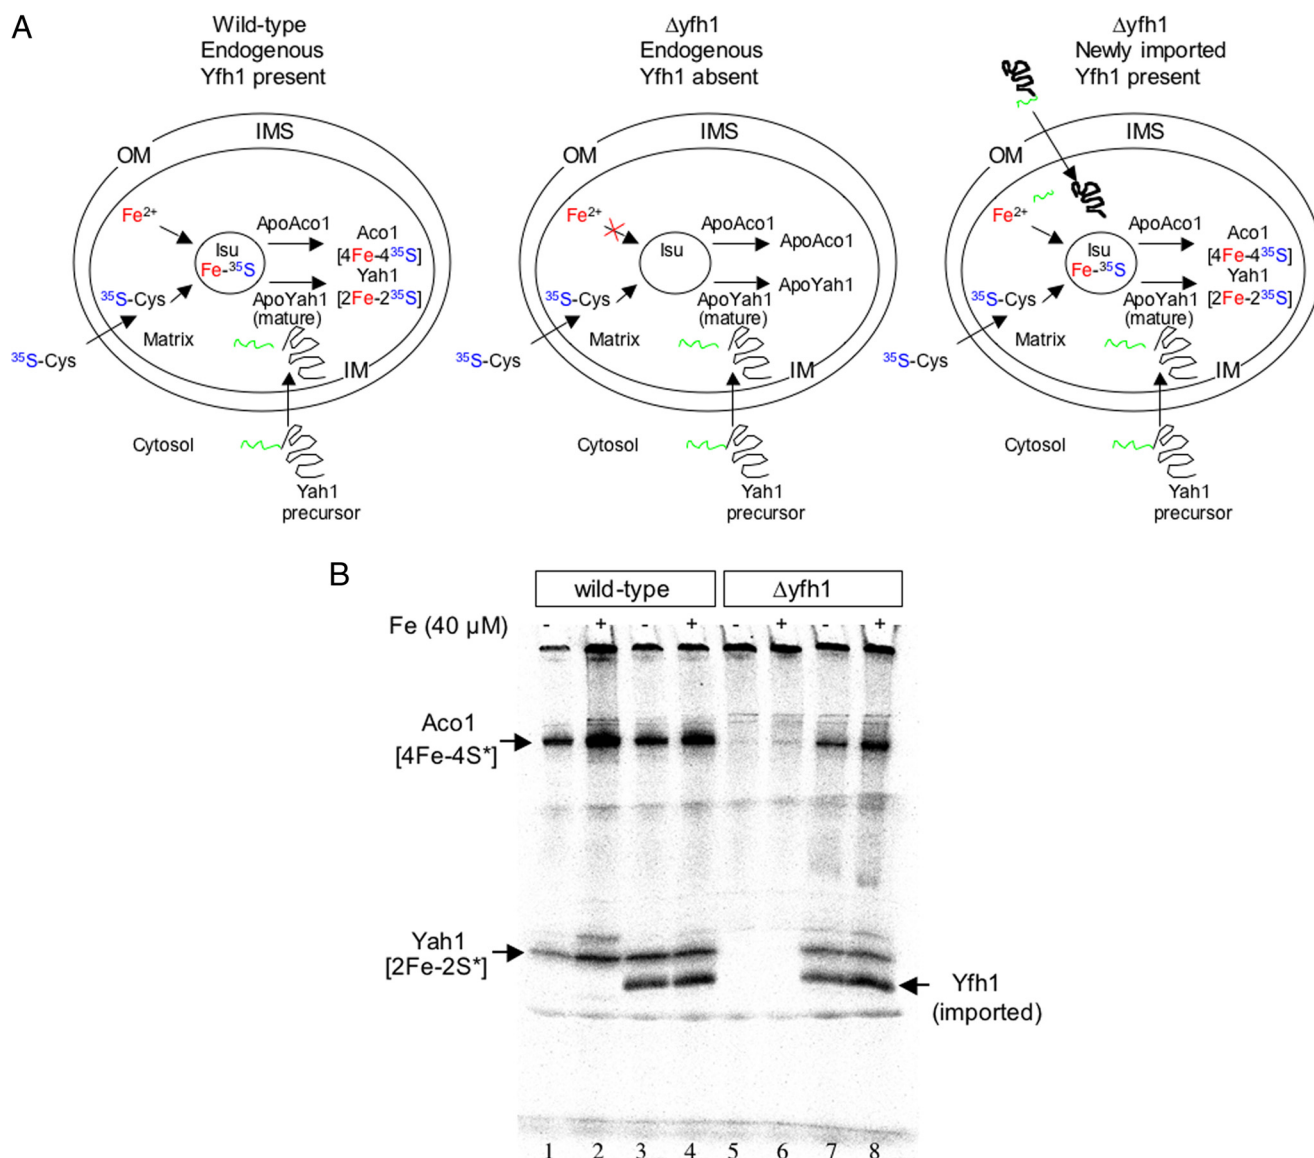 A
Wild-type
Endogenous
Yfh1 present
OM
IMS
Fe²⁺
ApoAco1
Isu
Fe-³⁵S
Aco1
[4Fe-4³⁵S]
Yah1
[2Fe-2³⁵S]
³⁵S-Cys
ApoYah1
(mature)
Matrix
³⁵S-Cys
IM
Cytosol
Yah1
precursor
Δyfh1
Endogenous
Yfh1 absent
OM
IMS
Fe²⁺
ApoAco1
Isu
ApoAco1
ApoYah1
³⁵S-Cys
ApoYah1
(mature)
Matrix
³⁵S-Cys
IM
Cytosol
Yah1
precursor
Δyfh1
Newly imported
Yfh1 present
OM
IMS
Fe²⁺
ApoAco1
Isu
Fe-³⁵S
Aco1
[4Fe-4³⁵S]
Yah1
[2Fe-2³⁵S]
³⁵S-Cys
ApoYah1
(mature)
Matrix
³⁵S-Cys
IM
Cytosol
Yah1
precursor
B
wild-type Δyfh1
Fe (40 µM) - + - + - + - +
Aco1
[4Fe-4S*]
Yah1
[2Fe-2S*]
Yfh1
(imported)
1 2 3 4 5 6 7 8